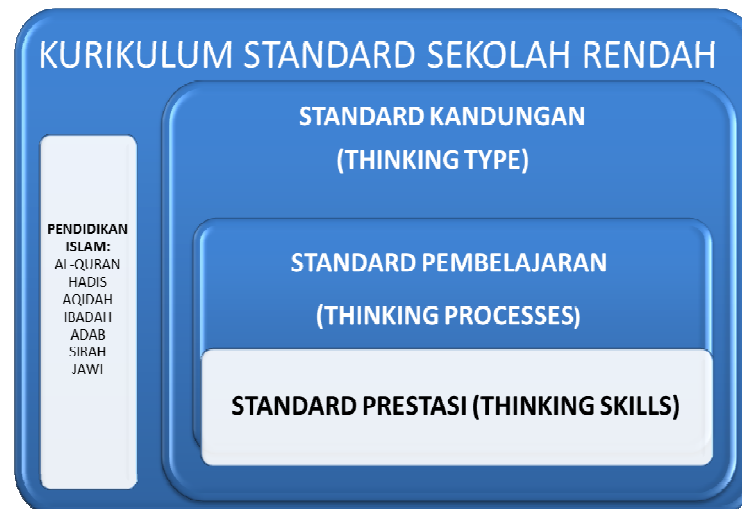 KURIKULUM STANDARD SEKOLAH RENDAH
STANDARD KANDUNGAN
(THINKING TYPE)
PENDIDIKAN
ISLAM:
AL-QURAN
HADIS
AQIDAH
IBADAH
ADAB
SIRAH
JAWI
STANDARD PEMBELAJARAN
(THINKING PROCESSES)
STANDARD PRESTASI (THINKING SKILLS)